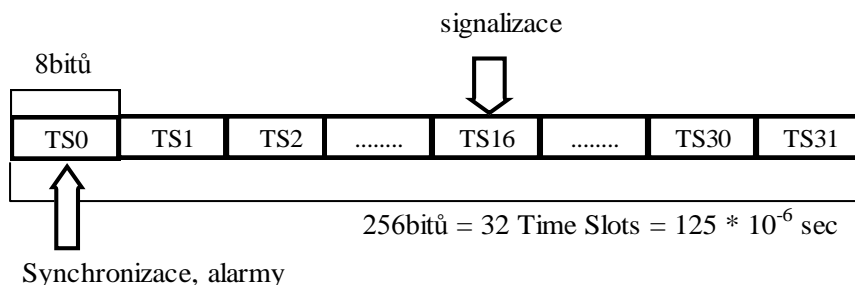 signalizace
8bitů
TS0 TS1 TS2 ........ TS16 ........ TS30 TS31
256bitů = 32 Time Slots = 125 * 10⁻⁶ sec
Synchronizace, alarmy